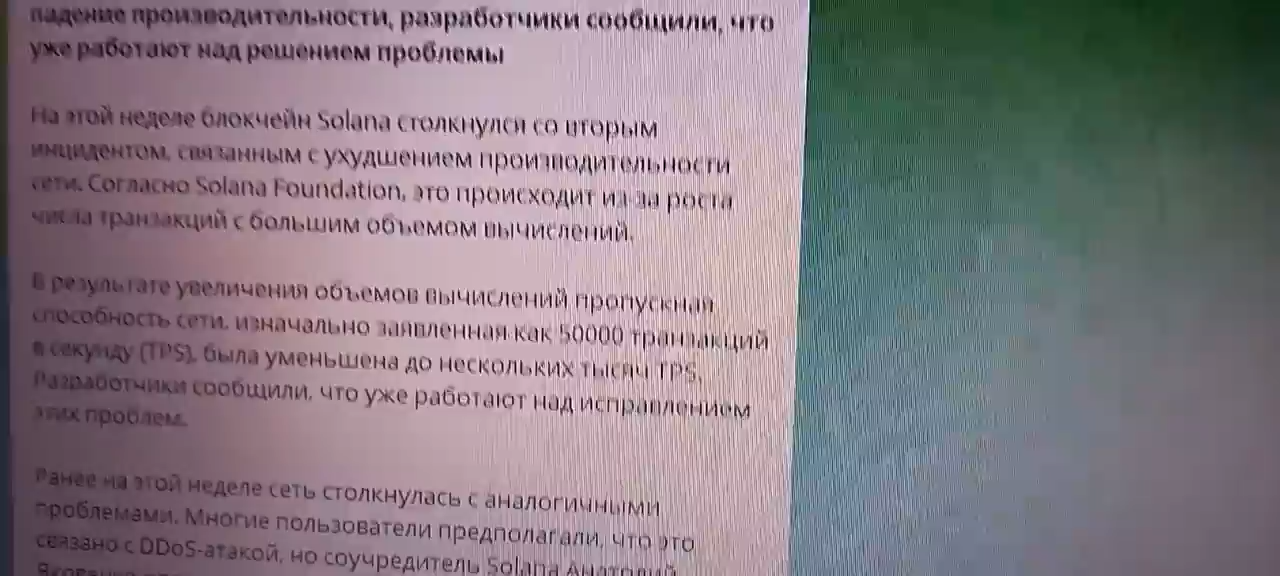 падение производительности, разработчики сообщили, что
уже работают над решением проблемы
На этой неделе блокчейн Solana столкнулся со вторым
инцидентом, связанным с ухудшением производительности
сети. Согласно Solana Foundation, это происходит из-за роста
числа транзакций с большим объемом вычислений.
В результате увеличения объемов вычислений пропускная
способность сети, изначально заявленная как 50000 транзакций
в секунду (TPS), была уменьшена до нескольких тысяч TPS.
Разработчики сообщили, что уже работают над исправлением
этих проблем.
Ранее на этой неделе сеть столкнулась с аналогичными
проблемами. Многие пользователи предполагали, что это
связано с DDoS-атакой, но соучредитель Solana Анатолий